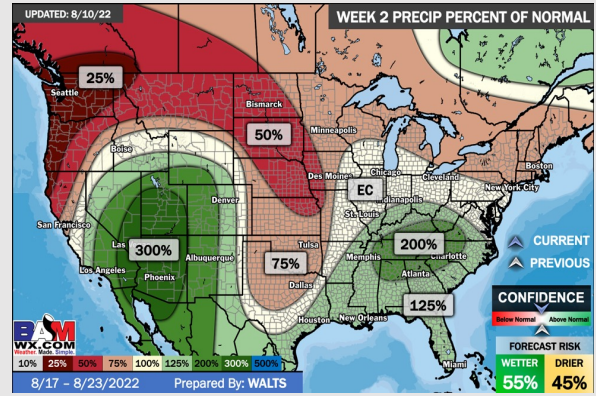 UPDATED: 8/10/22
WEEK 2 PRECIP PERCENT OF NORMAL
25%
Seattle
Bismarck
50%
Minneapolis
Boise
Boston
Des Moines
Chicago
Cleveland
New York City
EC
Indianapolis
Denver
St. Louis
San Francisco
300%
Las
Albuquerque
Tulsa
75%
Memphis
200%
Charlotte
CURRENT
PREVIOUS
Los Angeles
Phoenix
Atlanta
Dallas
125%
CONFIDENCE
Below Normal
Above Normal
Houston
New Orleans
BAM
WX.COM
Weather. Made. Simple.
FORECAST RISK
WETTER
DRIER
55%
45%
Miami
10% 25% 50% 75% 100% 125% 200% 300% 500%
8/17 – 8/23/2022
Prepared By: WALTS